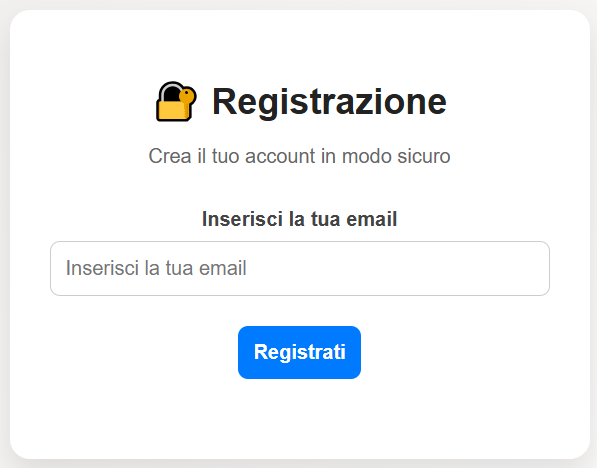 🔐 Registrazione
Crea il tuo account in modo sicuro
Inserisci la tua email
Inserisci la tua email
Registrati